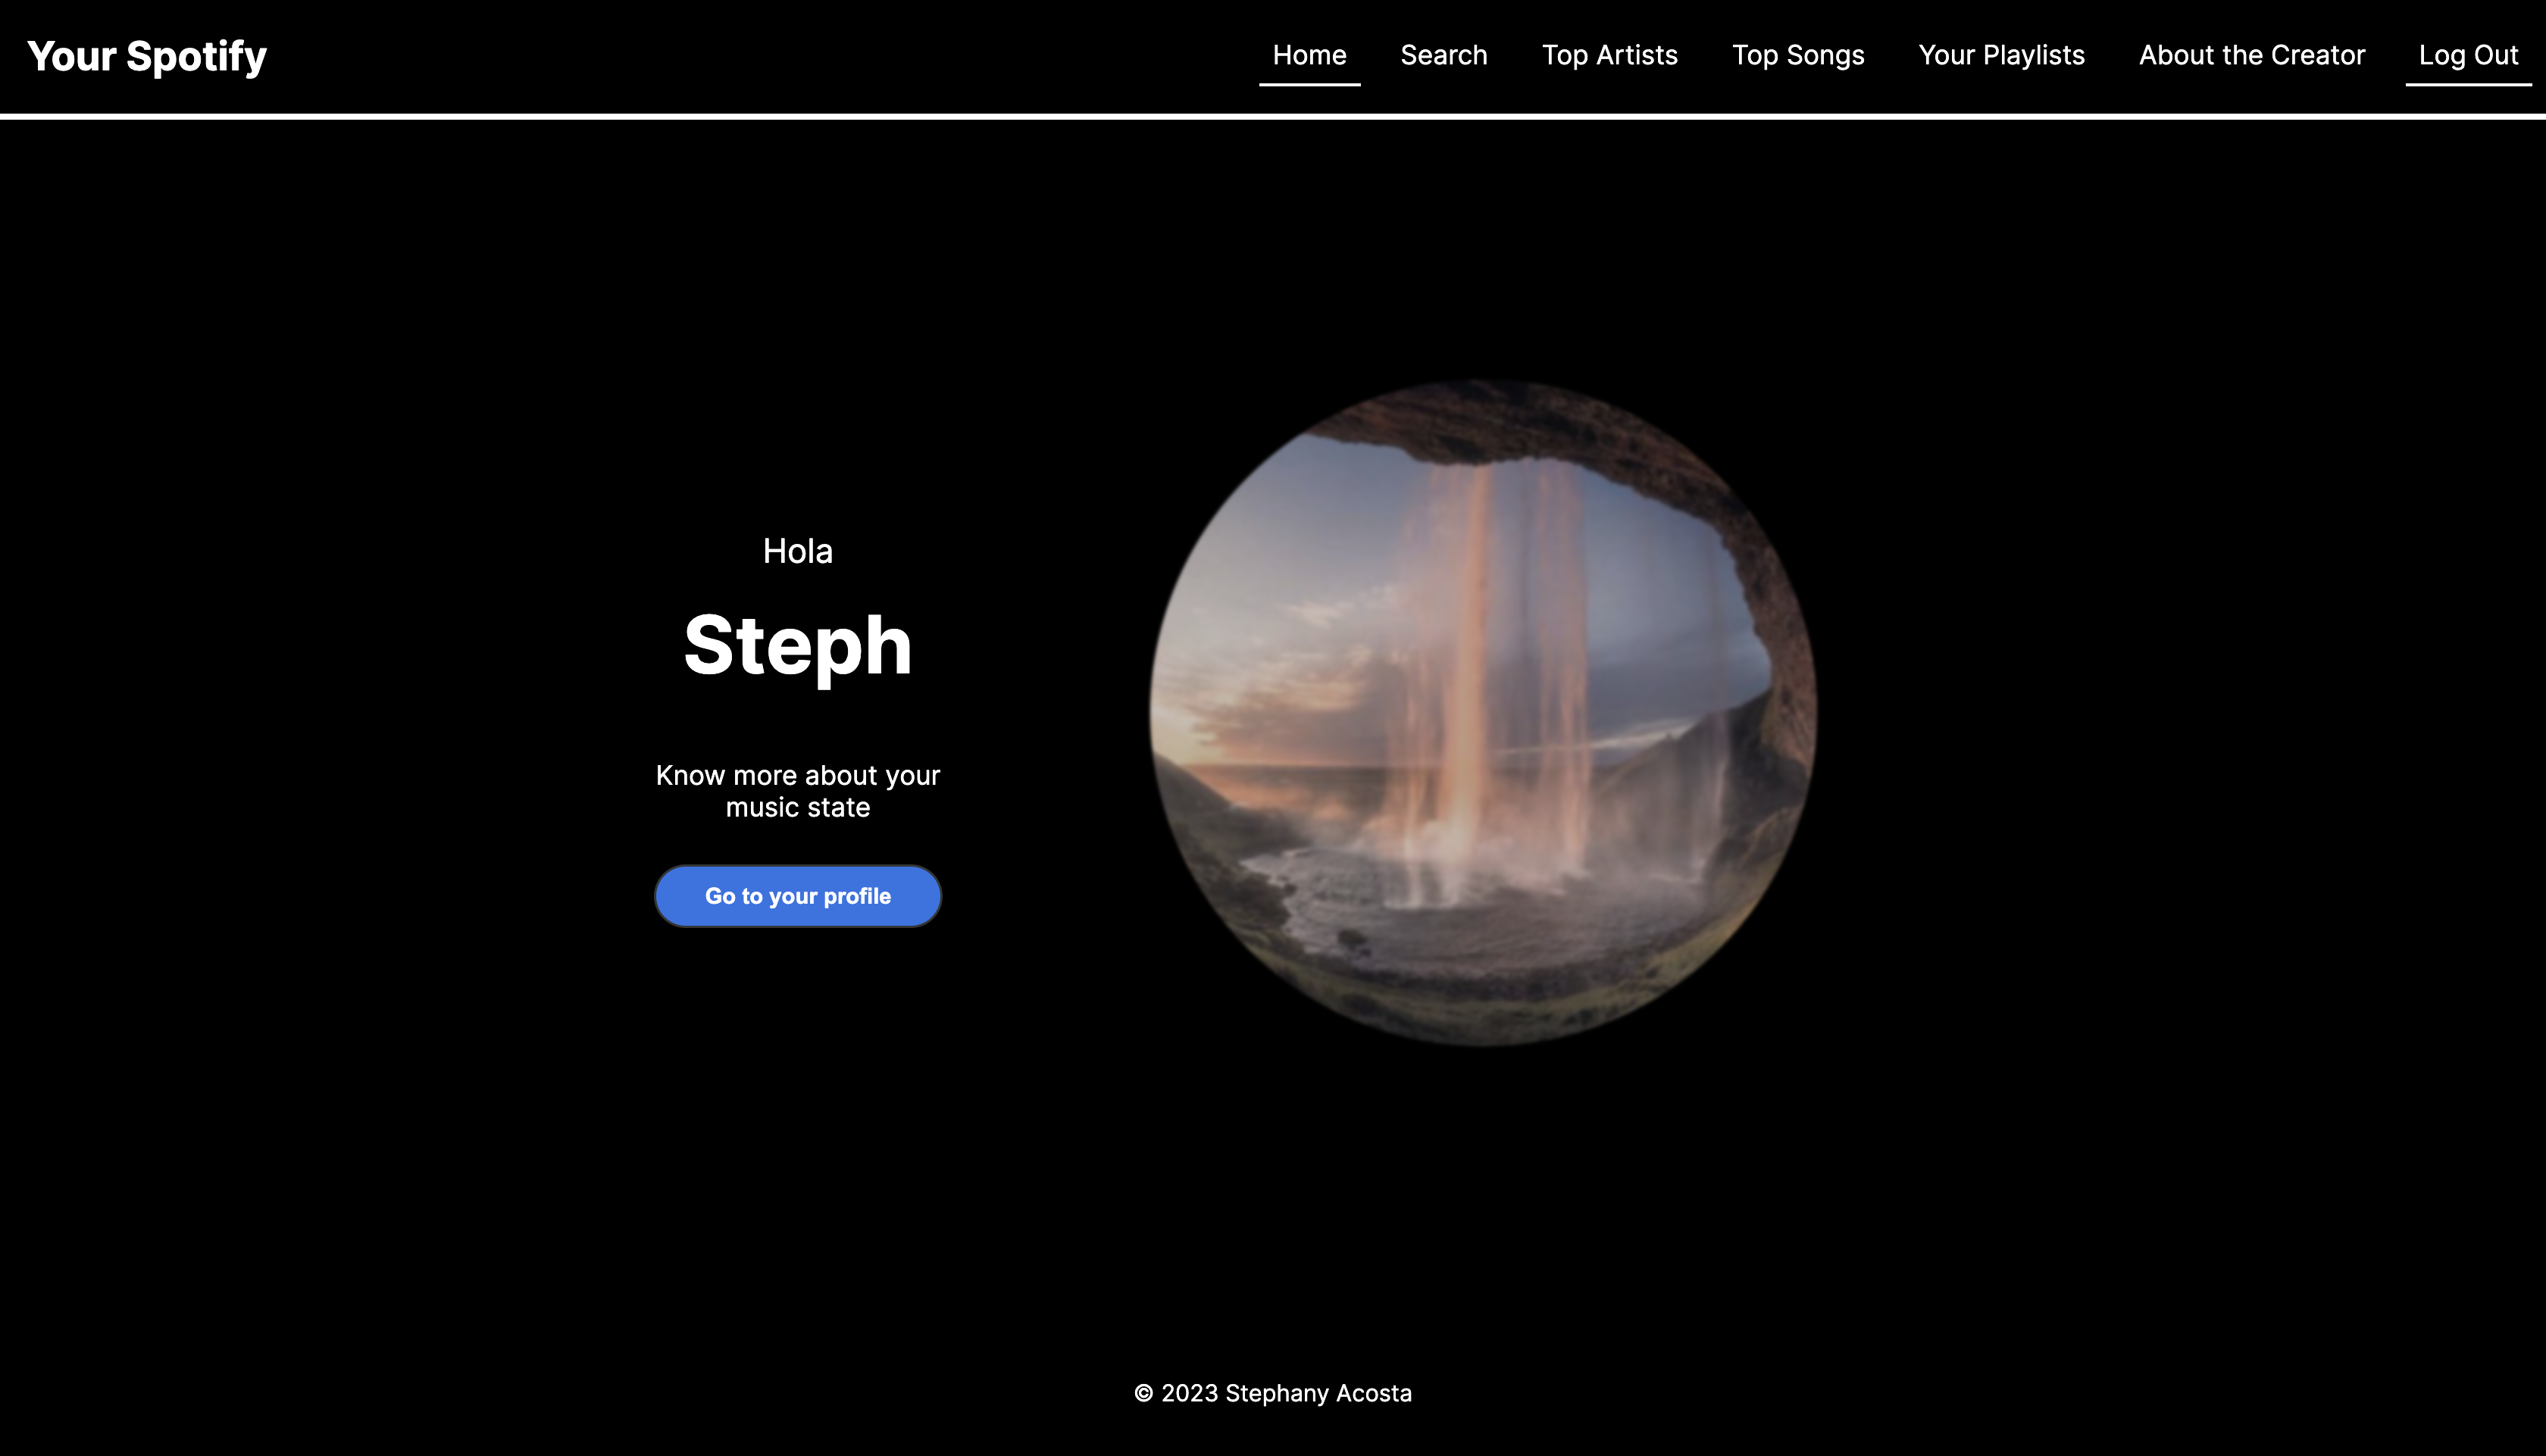 Your Spotify
Home Search Top Artists Top Songs Your Playlists About the Creator Log Out
Hola
Steph
Know more about your
music state
Go to your profile
© 2023 Stephany Acosta